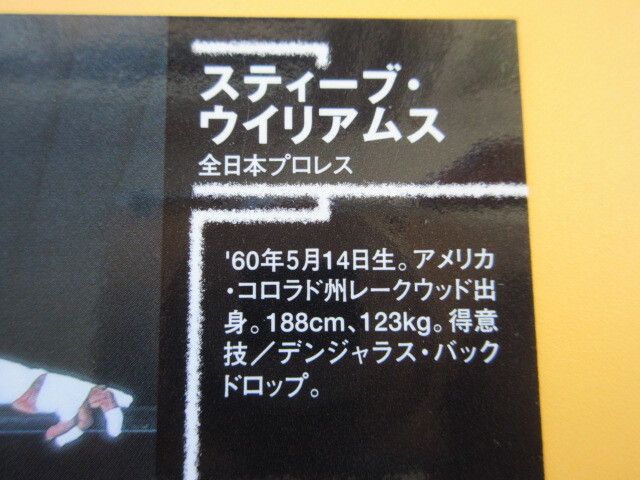 スティーブ・
ウイリアムス
全日本プロレス
'60年5月14日生。アメリカ
・コロラド州レークウッド出
身。188cm、123kg。得意
技／デンジャラス・バック
ドロップ。